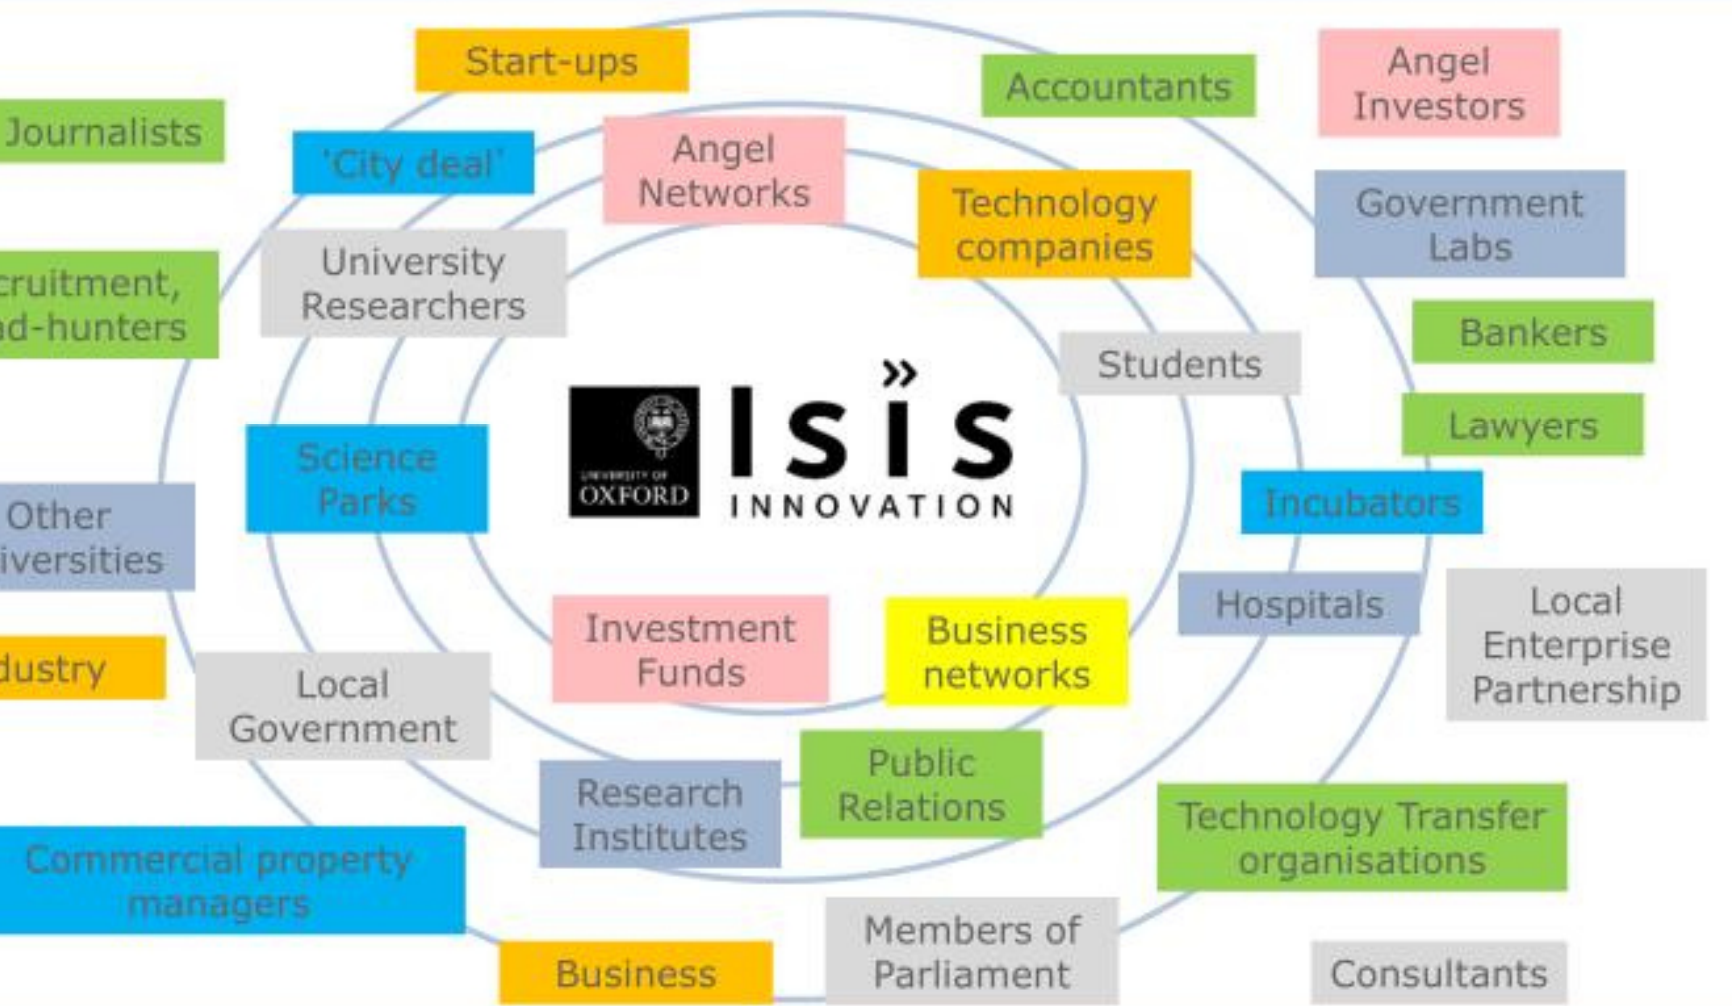 Start-ups
Accountants
Angel
Investors
Journalists
'City deal'
Angel
Networks
Technology
companies
Government
Labs
University
Researchers
cruitment,
ad-hunters
Bankers
Students
Lawyers
Science
Parks
UNIVERSITY OF
OXFORD
Isis
INNOVATION
Incubators
Other
iversities
Hospitals
Local
Enterprise
Partnership
Investment
Funds
Business
networks
dustry
Local
Government
Public
Relations
Research
Institutes
Technology Transfer
organisations
Commercial property
managers
Members of
Parliament
Business
Consultants